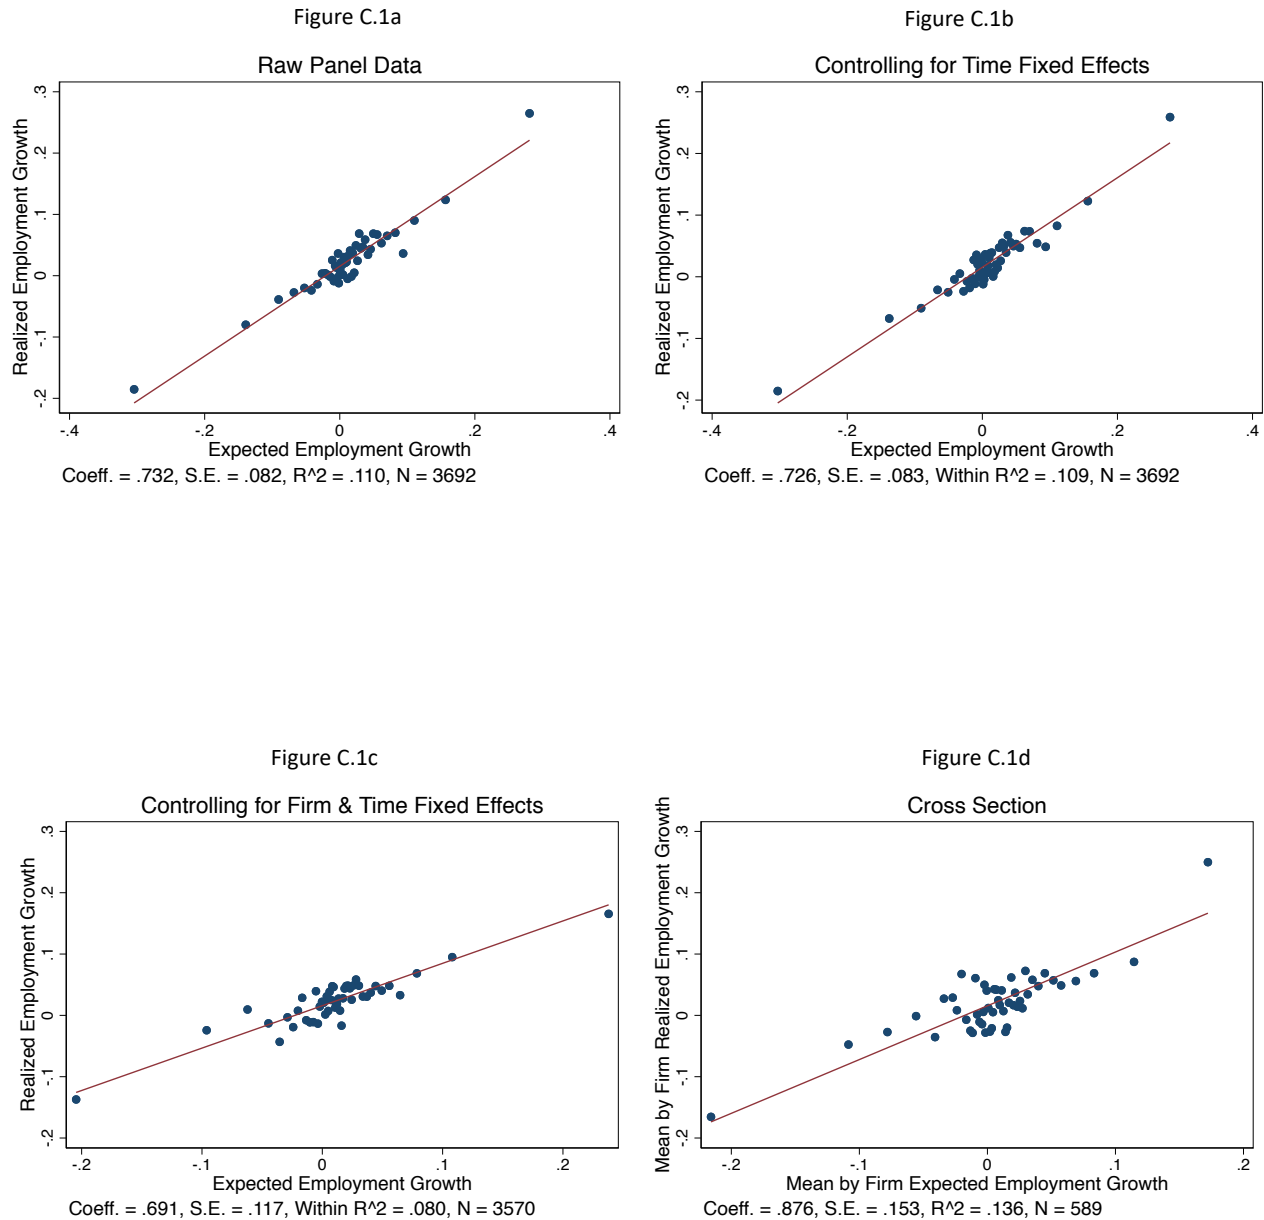 Figure C.1a
Raw Panel Data
Realized Employment Growth
.3
.2
.1
0
-.1
-.2
-.4
-.2
0
.2
.4
Expected Employment Growth
Coeff. = .732, S.E. = .082, R^2 = .110, N = 3692
Figure C.1b
Controlling for Time Fixed Effects
Realized Employment Growth
.3
.2
.1
0
-.1
-.2
-.4
-.2
0
.2
.4
Expected Employment Growth
Coeff. = .726, S.E. = .083, Within R^2 = .109, N = 3692
Figure C.1c
Controlling for Firm & Time Fixed Effects
Realized Employment Growth
.3
.2
.1
0
-.1
-.2
-.2
-.1
0
.1
.2
Expected Employment Growth
Coeff. = .691, S.E. = .117, Within R^2 = .080, N = 3570
Figure C.1d
Cross Section
Mean by Firm Realized Employment Growth
.3
.2
.1
0
-.1
-.2
-.2
-.1
0
.1
.2
Mean by Firm Expected Employment Growth
Coeff. = .876, S.E. = .153, R^2 = .136, N = 589